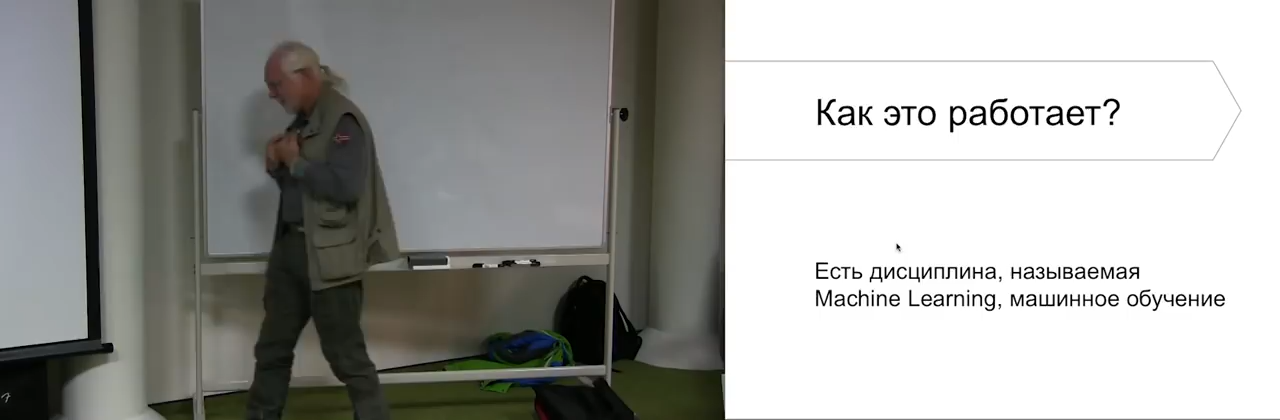 Как это работает?
Есть дисциплина, называемая
Machine Learning, машинное обучение